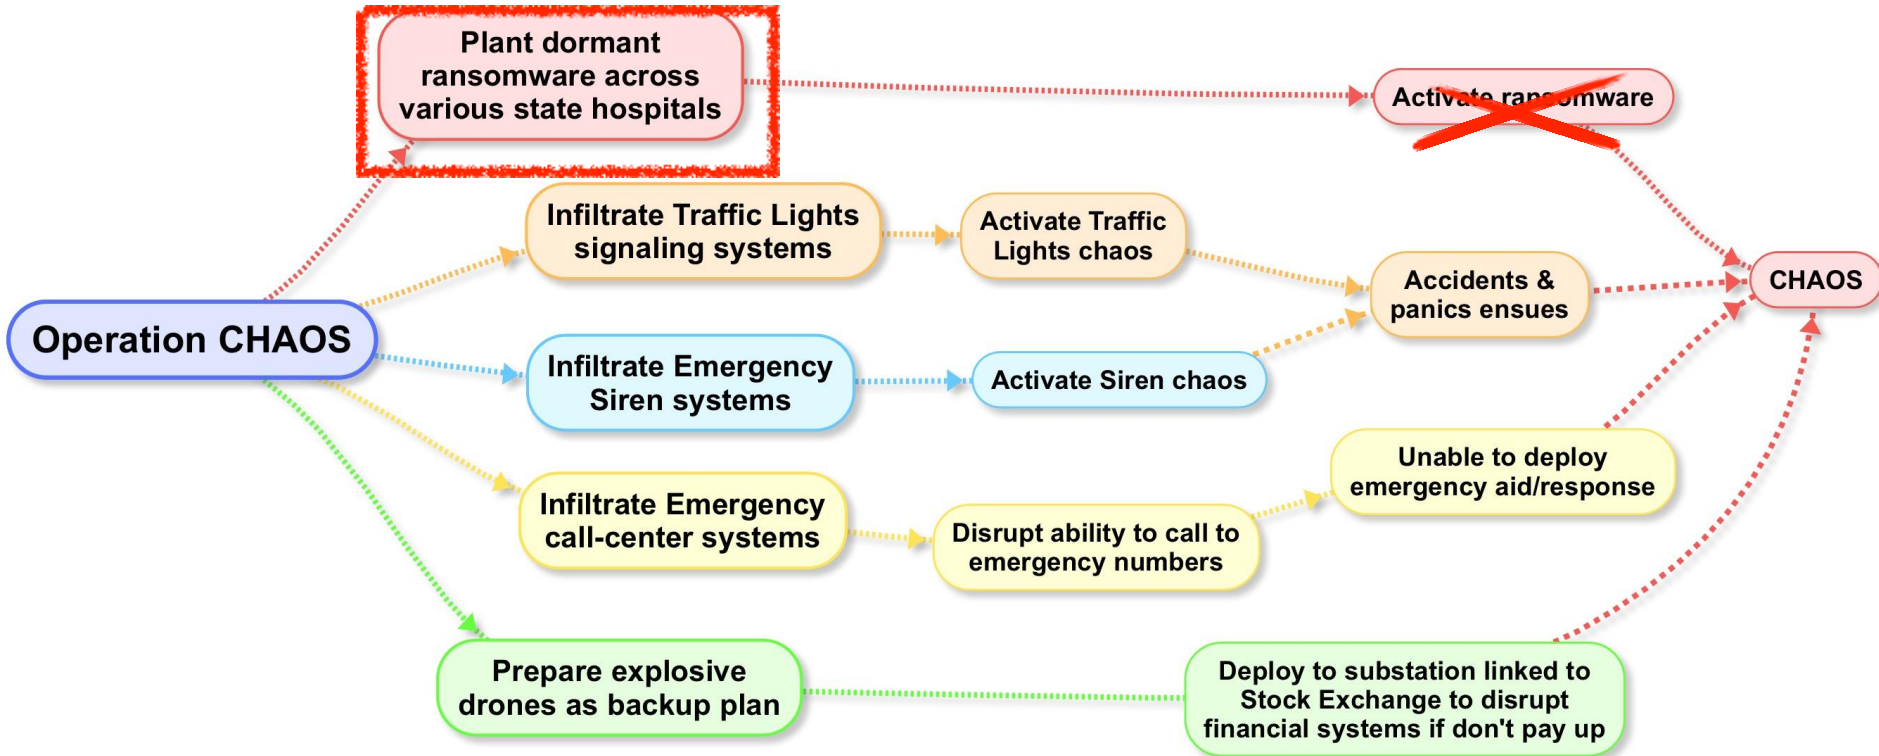 Plant dormant
ransomware across
various state hospitals
Activate ransomware
Infiltrate Traffic Lights
signaling systems
Activate Traffic
Lights chaos
Accidents &
panics ensues
CHAOS
Operation CHAOS
Infiltrate Emergency
Siren systems
Activate Siren chaos
Infiltrate Emergency
call-center systems
Disrupt ability to call to
emergency numbers
Unable to deploy
emergency aid/response
Prepare explosive
drones as backup plan
Deploy to substation linked to
Stock Exchange to disrupt
financial systems if don't pay up